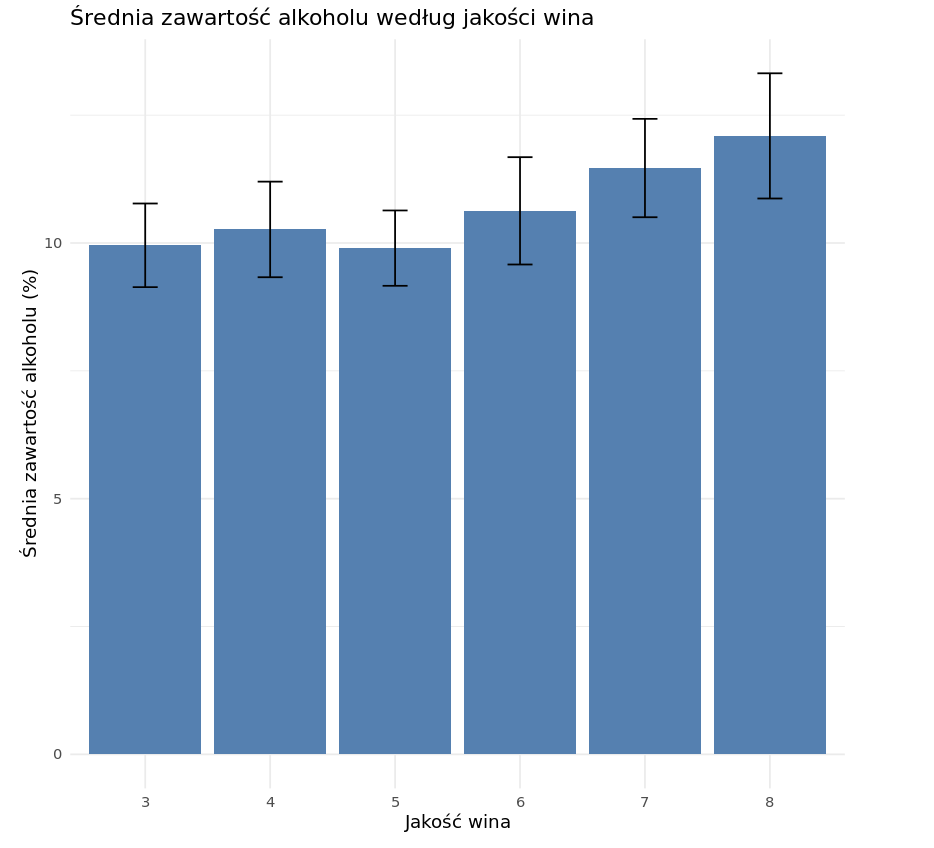 Średnia zawartość alkoholu według jakości wina
Średnia zawartość alkoholu (%)
10
5
0
3 4 5 6 7 8
Jakość wina